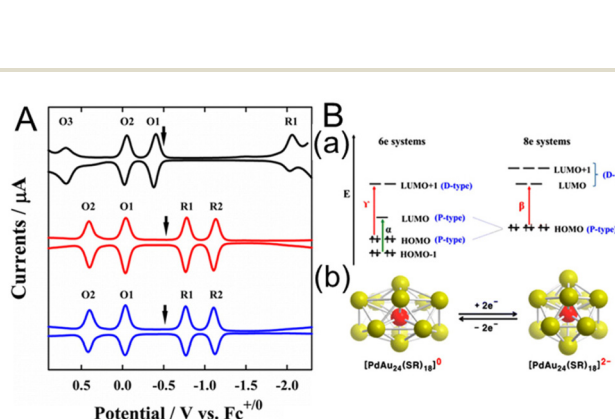 A
O3 O2 O1 R1
O2 O1 R1 R2
O2 O1 R1 R2
Currents / μA
0.5 0.0 -0.5 -1.0 -1.5 -2.0
Potential / V vs. Fc+/0
B
(a)
6e systems 8e systems
E
LUMO+1 (D-type)
γ
LUMO (P-type)
α
HOMO (P-type)
HOMO-1
LUMO+1 (D-
LUMO
β
HOMO (P-type)
(b)
+ 2e−
− 2e−
[PdAu24(SR)18]0 [PdAu24(SR)18]2−